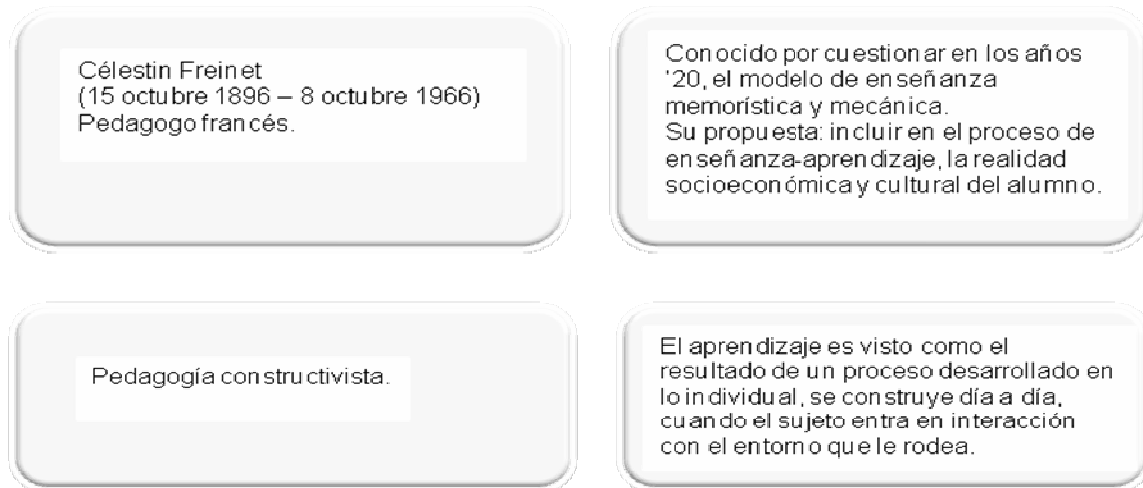 Célestin Freinet
(15 octubre 1896 – 8 octubre 1966)
Pedagogo francés.
Conocido por cuestionar en los años
'20, el modelo de enseñanza
memorística y mecánica.
Su propuesta: incluir en el proceso de
enseñanza-aprendizaje, la realidad
socioeconómica y cultural del alumno.
Pedagogía constructivista.
El aprendizaje es visto como el
resultado de un proceso desarrollado en
lo individual, se construye día a día,
cuando el sujeto entra en interacción
con el entorno que le rodea.